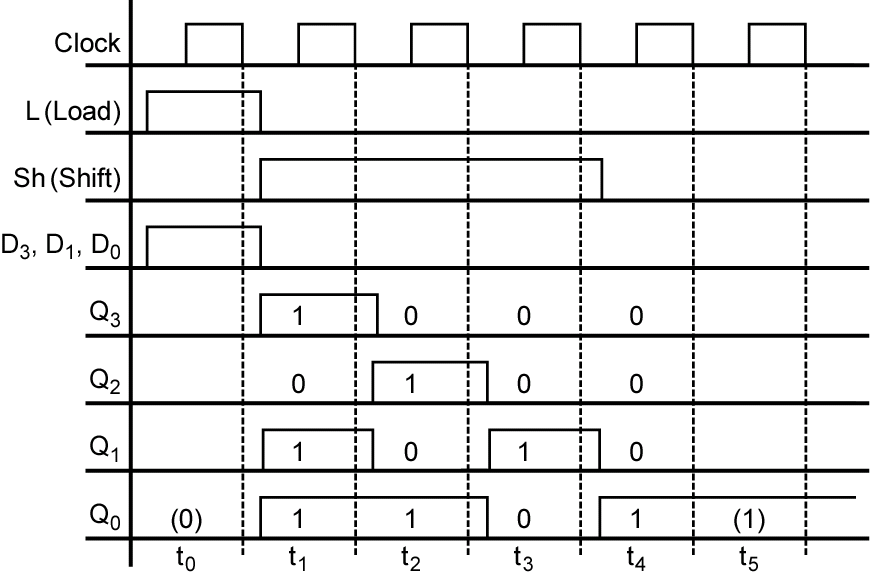 Clock
L (Load)
Sh (Shift)
D₃, D₁, D₀
Q₃ 1 0 0 0
Q₂ 0 1 0 0
Q₁ 1 0 1 0
Q₀ (0) 1 1 0 1 (1)
t₀ t₁ t₂ t₃ t₄ t₅